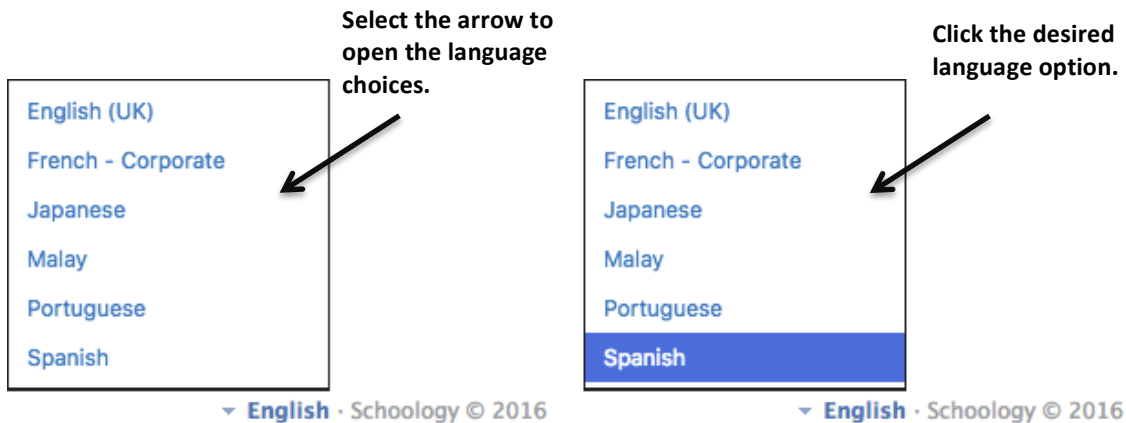 Select the arrow to
open the language
choices.
English (UK)
French - Corporate
Japanese
Malay
Portuguese
Spanish
English · Schoology © 2016
Click the desired
language option.
English (UK)
French - Corporate
Japanese
Malay
Portuguese
Spanish
English · Schoology © 2016